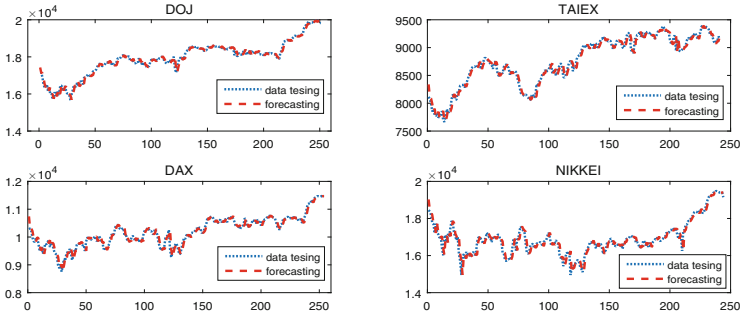 DOJ
×10⁴
2
1.8
1.6
1.4
0 50 100 150 200 250
data tesing
forecasting
TAIEX
9500
9000
8500
8000
7500
0 50 100 150 200 250
data tesing
forecasting
DAX
×10⁴
1.2
1.1
1
0.9
0.8
0 50 100 150 200 250
data tesing
forecasting
NIKKEI
×10⁴
2
1.8
1.6
1.4
0 50 100 150 200 250
data tesing
forecasting